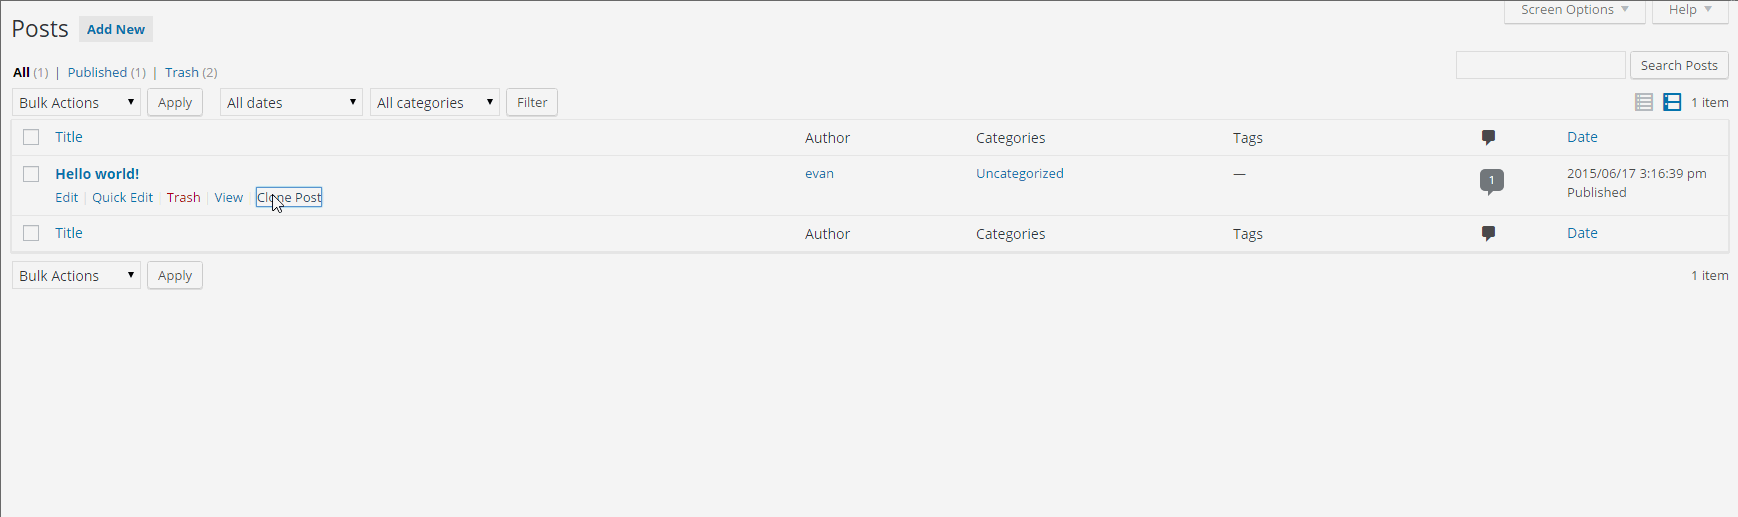 Posts Add New Screen Options Help
All (1) | Published (1) | Trash (2) Search Posts
Bulk Actions Apply All dates All categories Filter 1 item
Title Author Categories Tags Date
Hello world! evan Uncategorized — 1 2015/06/17 3:16:39 pm
Edit | Quick Edit | Trash | View | Clone Post Published
Title Author Categories Tags Date
Bulk Actions Apply 1 item